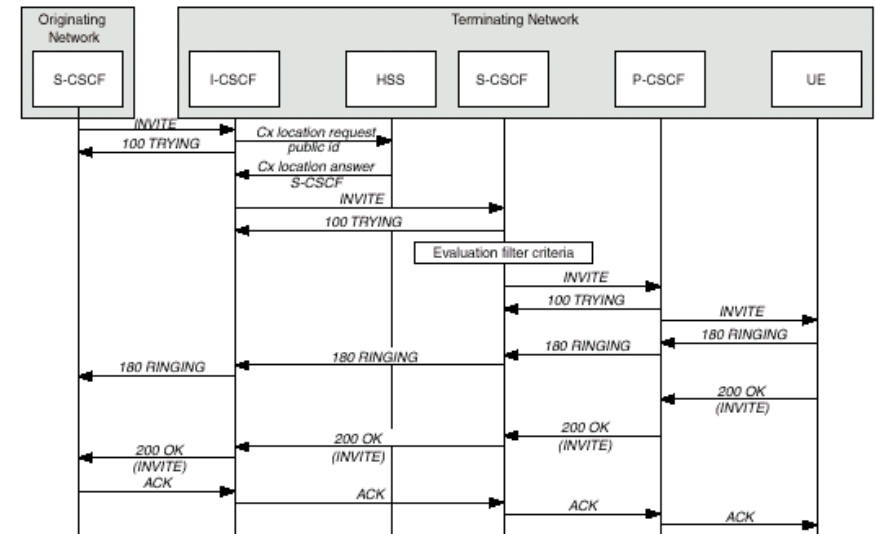 Originating
Network
Terminating Network
S-CSCF
I-CSCF
HSS
S-CSCF
P-CSCF
UE
INVITE
100 TRYING
Cx location request
public id
Cx location answer
S-CSCF
INVITE
100 TRYING
Evaluation filter criteria
INVITE
100 TRYING
INVITE
180 RINGING
180 RINGING
180 RINGING
180 RINGING
200 OK
(INVITE)
200 OK
(INVITE)
200 OK
(INVITE)
200 OK
(INVITE)
ACK
ACK
ACK
ACK